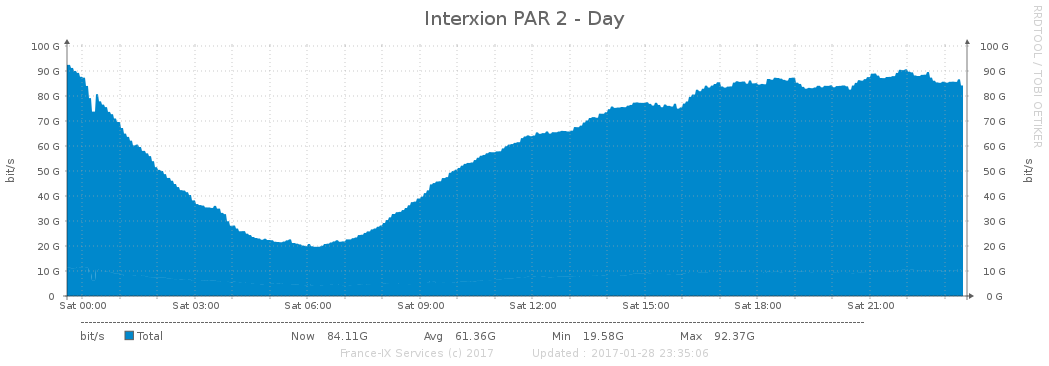 Interxion PAR 2 - Day
RRDTOOL / TOBI OETIKER
bit/s
bit/s
100 G 100 G
90 G 90 G
80 G 80 G
70 G 70 G
60 G 60 G
50 G 50 G
40 G 40 G
30 G 30 G
20 G 20 G
10 G 10 G
0 0 G
Sat 00:00 Sat 03:00 Sat 06:00 Sat 09:00 Sat 12:00 Sat 15:00 Sat 18:00 Sat 21:00
bit/s Total Now 84.11G Avg 61.36G Min 19.58G Max 92.37G
France-IX Services (c) 2017 Updated : 2017-01-28 23:35:06